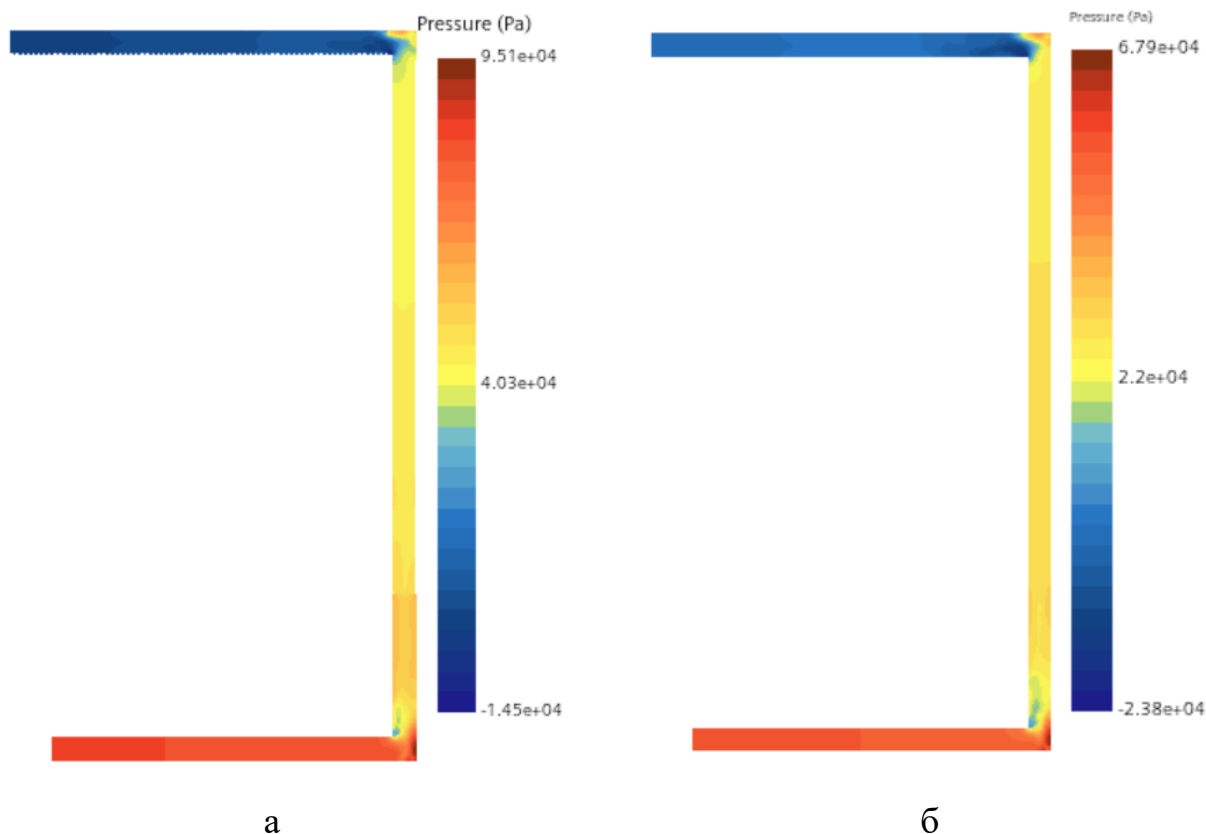 Pressure (Pa)
9.51e+04
4.03e+04
-1.45e+04
а
Pressure (Pa)
6.79e+04
2.2e+04
-2.38e+04
б